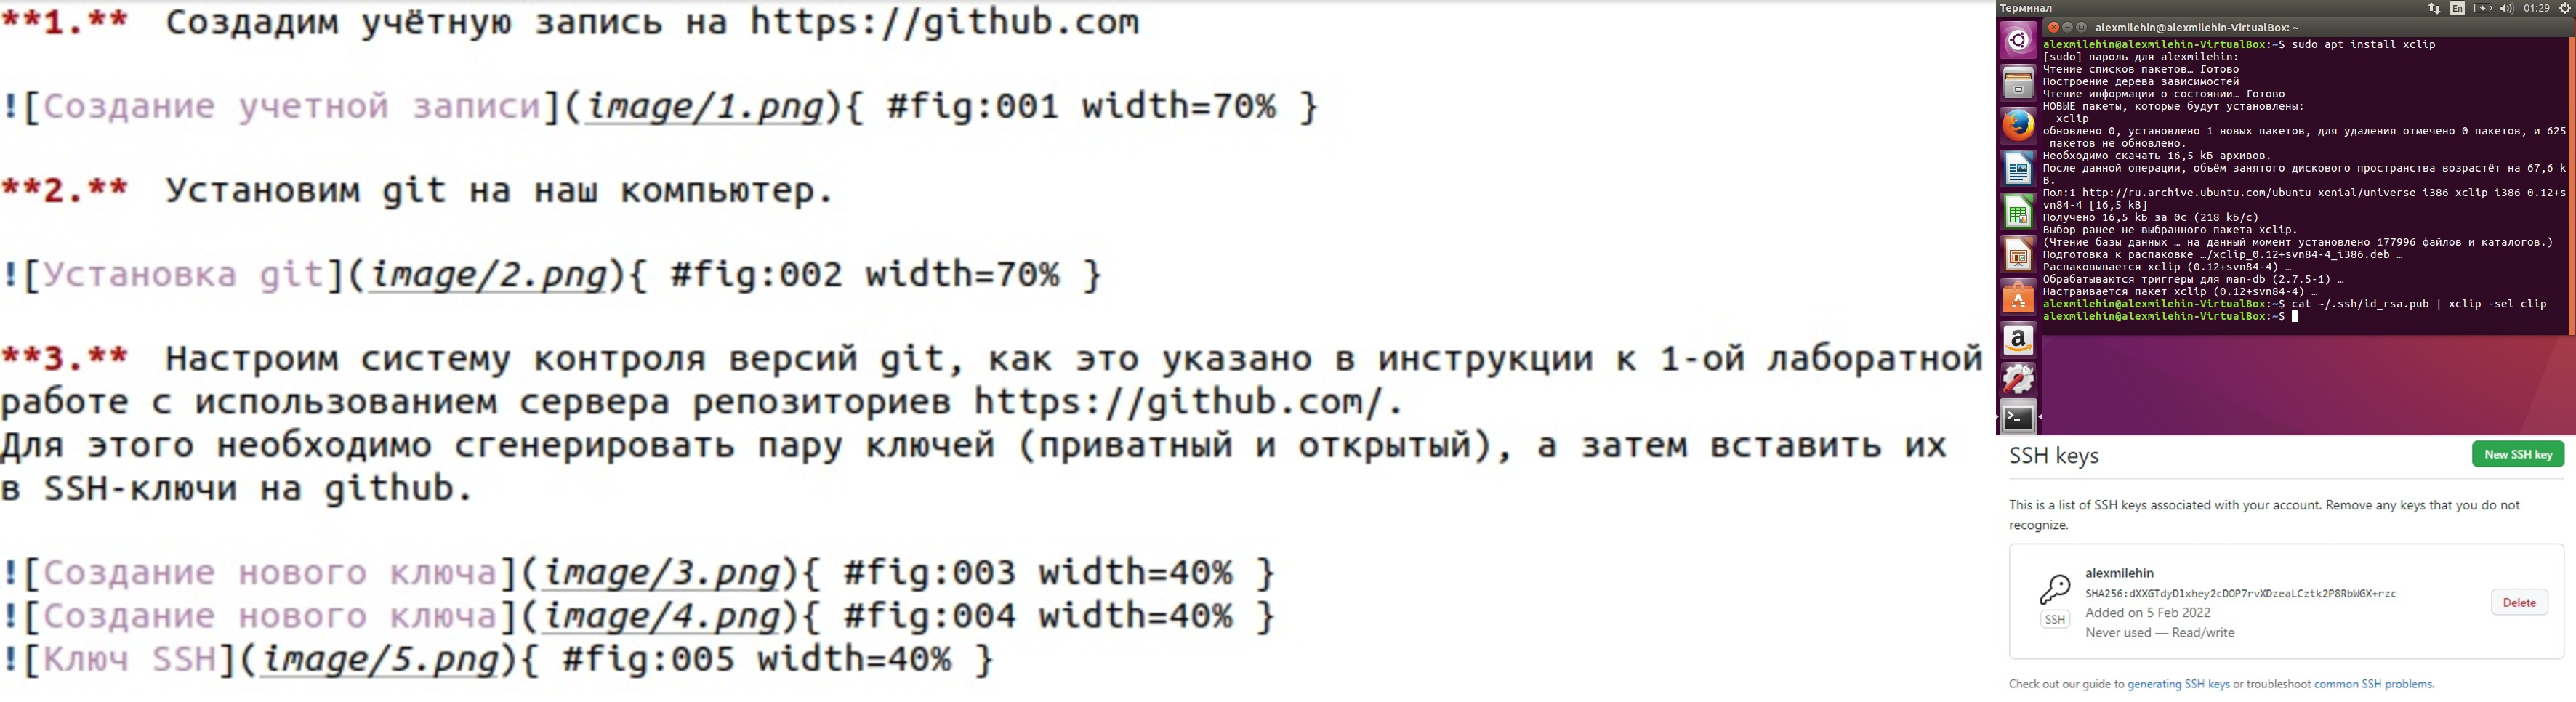 **1.** Создадим учётную запись на https://github.com
![Создание учетной записи](image/1.png){ #fig:001 width=70% }
**2.** Установим git на наш компьютер.
![Установка git](image/2.png){ #fig:002 width=70% }
**3.** Настроим систему контроля версий git, как это указано в инструкции к 1-ой лаборатной
работе с использованием сервера репозиториев https://github.com/.
Для этого необходимо сгенерировать пару ключей (приватный и открытый), а затем вставить их
в SSH-ключи на github.
![Создание нового ключа](image/3.png){ #fig:003 width=40% }
![Создание нового ключа](image/4.png){ #fig:004 width=40% }
![Ключ SSH](image/5.png){ #fig:005 width=40% }
Терминал
En
01:29
alexmilehin@alexmilehin-VirtualBox: ~
alexmilehin@alexmilehin-VirtualBox:~$ sudo apt install xclip
[sudo] пароль для alexmilehin:
Чтение списков пакетов… Готово
Построение дерева зависимостей
Чтение информации о состоянии… Готово
НОВЫЕ пакеты, которые будут установлены:
xclip
обновлено 0, установлено 1 новых пакетов, для удаления отмечено 0 пакетов, и 625
пакетов не обновлено.
Необходимо скачать 16,5 kБ архивов.
После данной операции, объём занятого дискового пространства возрастёт на 67,6 k
B.
Пол:1 http://ru.archive.ubuntu.com/ubuntu xenial/universe i386 xclip i386 0.12+s
vn84-4 [16,5 kB]
Получено 16,5 kБ за 0с (218 kБ/c)
Выбор ранее не выбранного пакета xclip.
(Чтение базы данных … на данный момент установлено 177996 файлов и каталогов.)
Подготовка к распаковке …/xclip_0.12+svn84-4_i386.deb …
Распаковывается xclip (0.12+svn84-4) …
Обрабатываются триггеры для man-db (2.7.5-1) …
Настраивается пакет xclip (0.12+svn84-4) …
alexmilehin@alexmilehin-VirtualBox:~$ cat ~/.ssh/id_rsa.pub | xclip -sel clip
alexmilehin@alexmilehin-VirtualBox:~$
SSH keys
New SSH key
This is a list of SSH keys associated with your account. Remove any keys that you do not
recognize.
alexmilehin
SHA256:dXXGTdyDlxhey2cDOP7rvXDzeaLCztk2P8RbWGX+rzc
Added on 5 Feb 2022
SSH
Never used — Read/write
Delete
Check out our guide to generating SSH keys or troubleshoot common SSH problems.